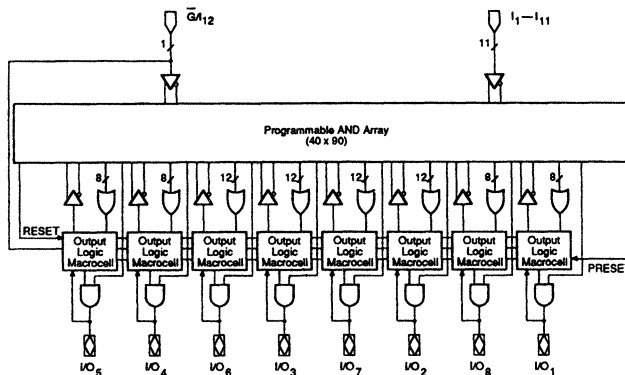 G/I12
I1—I11
1
11
Programmable AND Array
(40 x 90)
8 8 12 12 12 12 8 8
RESET
Output Logic Macrocell
Output Logic Macrocell
Output Logic Macrocell
Output Logic Macrocell
Output Logic Macrocell
Output Logic Macrocell
Output Logic Macrocell
Output Logic Macrocell
PRESET
I/O5 I/O4 I/O6 I/O3 I/O7 I/O2 I/O8 I/O1